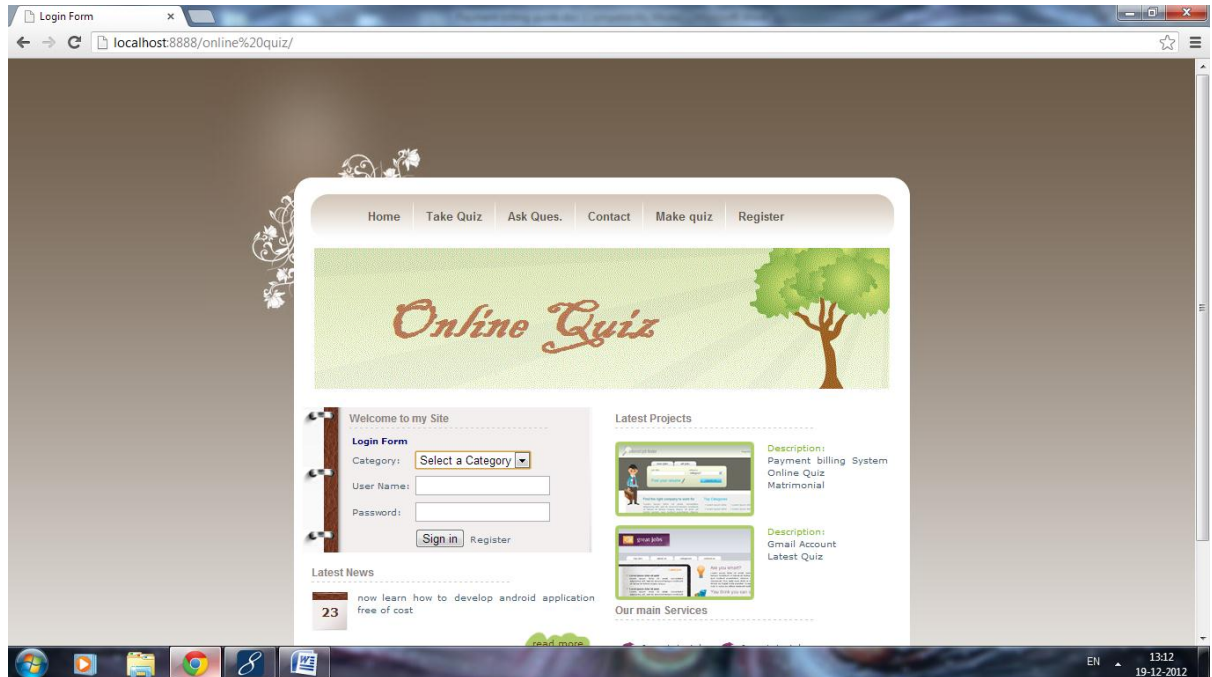 Login Form
localhost:8888/online%20quiz/
Home Take Quiz Ask Ques. Contact Make quiz Register
Online Quiz
Welcome to my Site
Login Form
Category: Select a Category
User Name:
Password:
Sign in Register
Latest News
23
now learn how to develop android application
free of cost
read more
Latest Projects
Description:
Payment billing System
Online Quiz
Matrimonial
Description:
Gmail Account
Latest Quiz
Our main Services
EN
13:12
19-12-2012